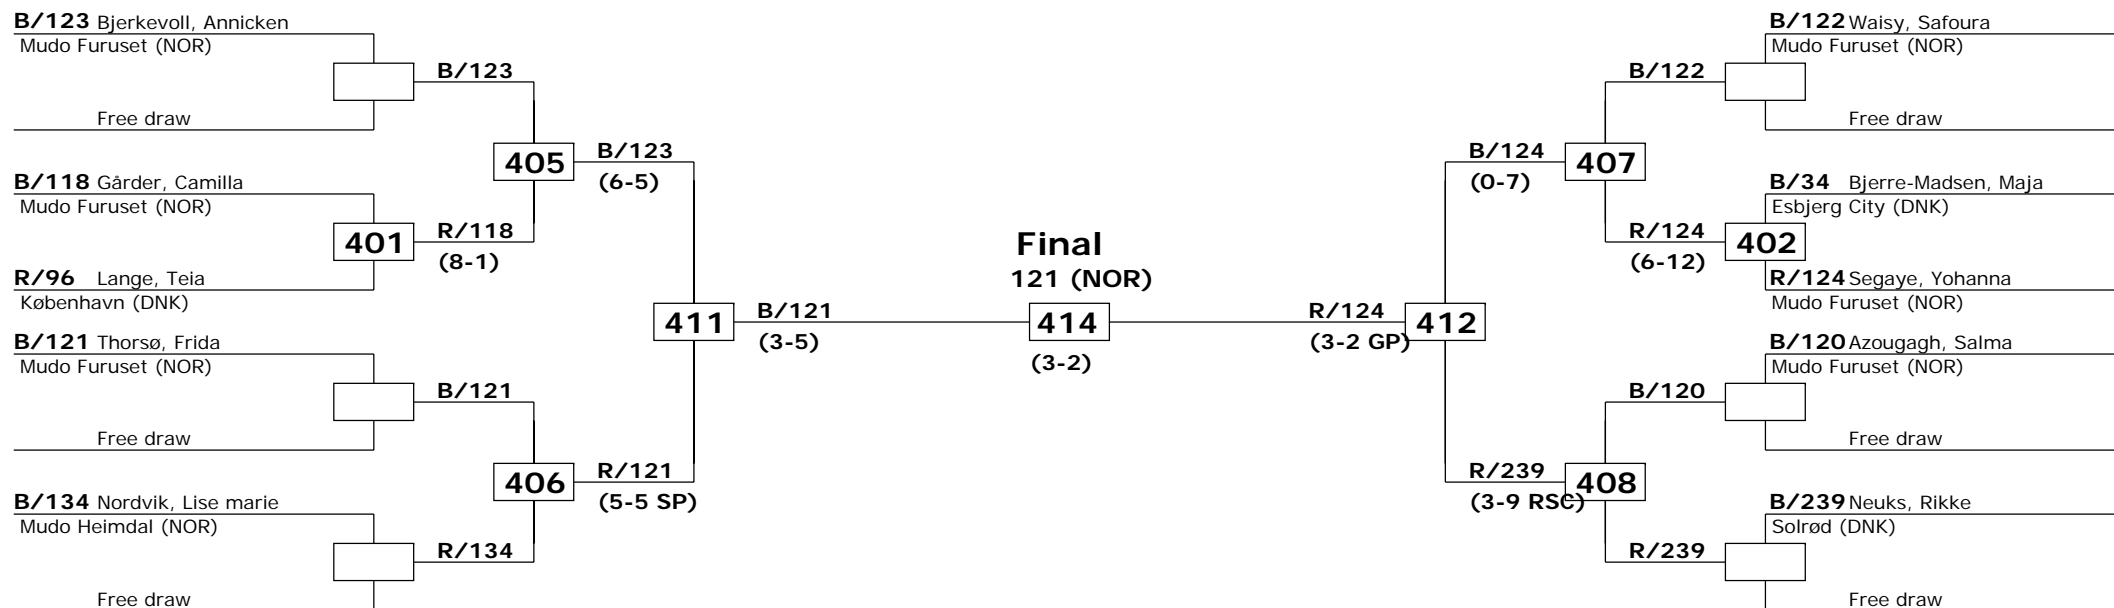 B/123 Bjerkevoll, Annicken
Mudo Furuset (NOR)
B/123
Free draw
405
B/123
(6-5)
B/118 Gårder, Camilla
Mudo Furuset (NOR)
401
R/118
(8-1)
R/96 Lange, Teia
København (DNK)
411
B/121
(3-5)
B/121 Thorsø, Frida
Mudo Furuset (NOR)
B/121
Free draw
406
R/121
(5-5 SP)
B/134 Nordvik, Lise marie
Mudo Heimdal (NOR)
R/134
Free draw
Final
121 (NOR)
414
(3-2)
B/122 Waisy, Safoura
Mudo Furuset (NOR)
B/122
Free draw
B/124
407
(0-7)
B/34 Bjerre-Madsen, Maja
Esbjerg City (DNK)
R/124
402
(6-12)
R/124 Segaye, Yohanna
Mudo Furuset (NOR)
R/124
412
(3-2 GP)
B/120 Azougagh, Salma
Mudo Furuset (NOR)
B/120
Free draw
R/239
408
(3-9 RSC)
B/239 Neuks, Rikke
Solrød (DNK)
R/239
Free draw